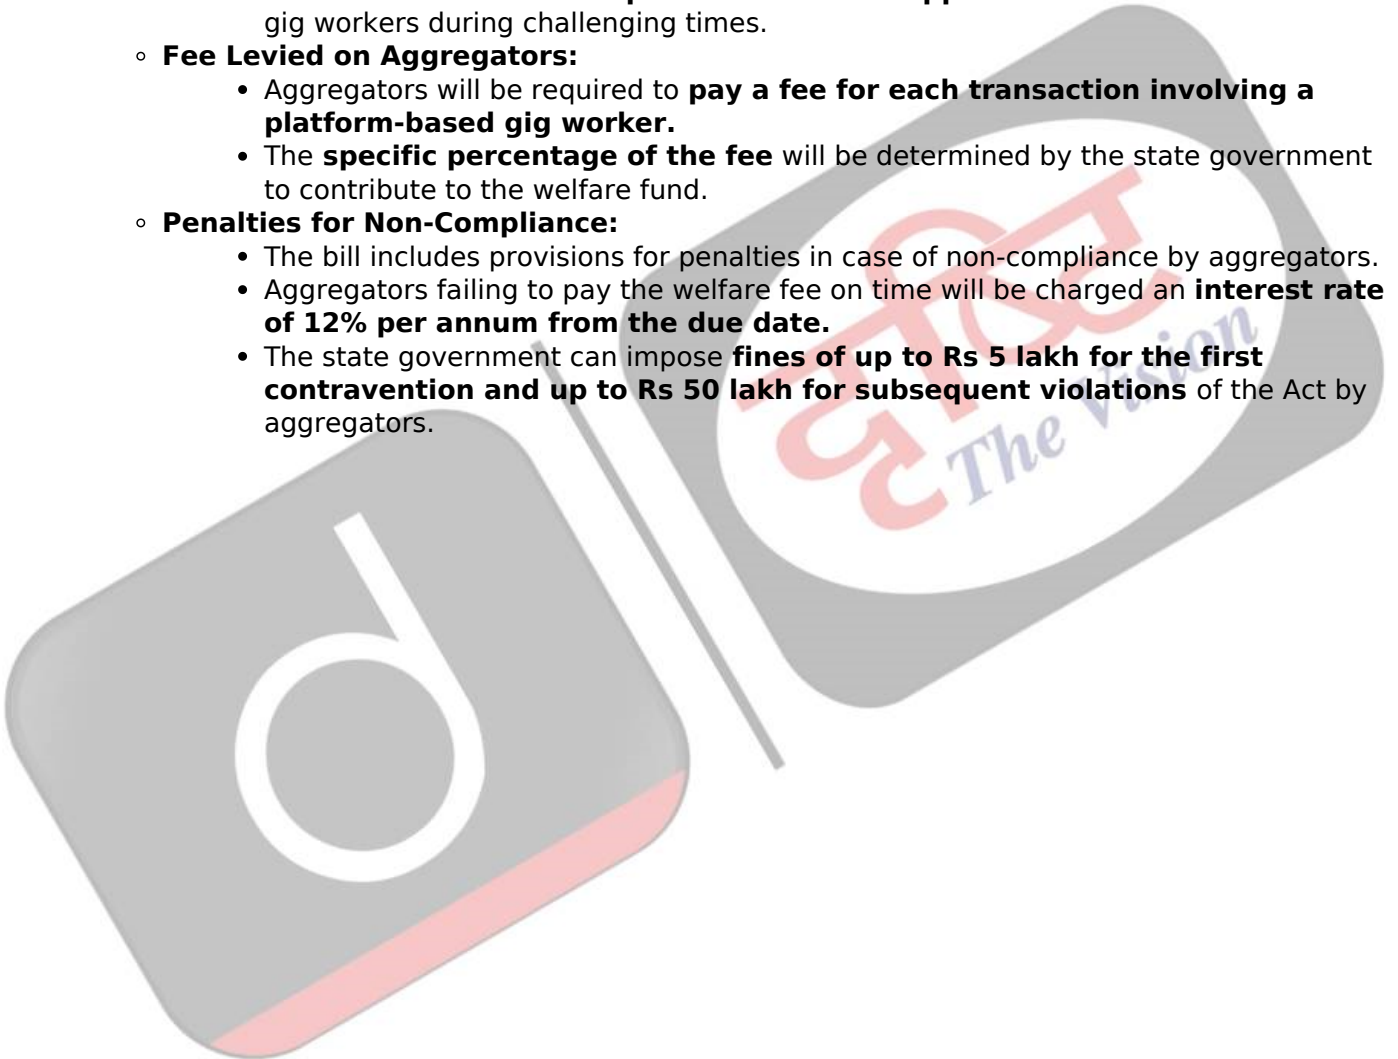 gig workers during challenging times.
Fee Levied on Aggregators:
Aggregators will be required to pay a fee for each transaction involving a
platform-based gig worker.
The specific percentage of the fee will be determined by the state government
to contribute to the welfare fund.
Penalties for Non-Compliance:
The bill includes provisions for penalties in case of non-compliance by aggregators.
Aggregators failing to pay the welfare fee on time will be charged an interest rate
of 12% per annum from the due date.
The state government can impose fines of up to Rs 5 lakh for the first
contravention and up to Rs 50 lakh for subsequent violations of the Act by
aggregators.
दृष्टि
The Vision
d